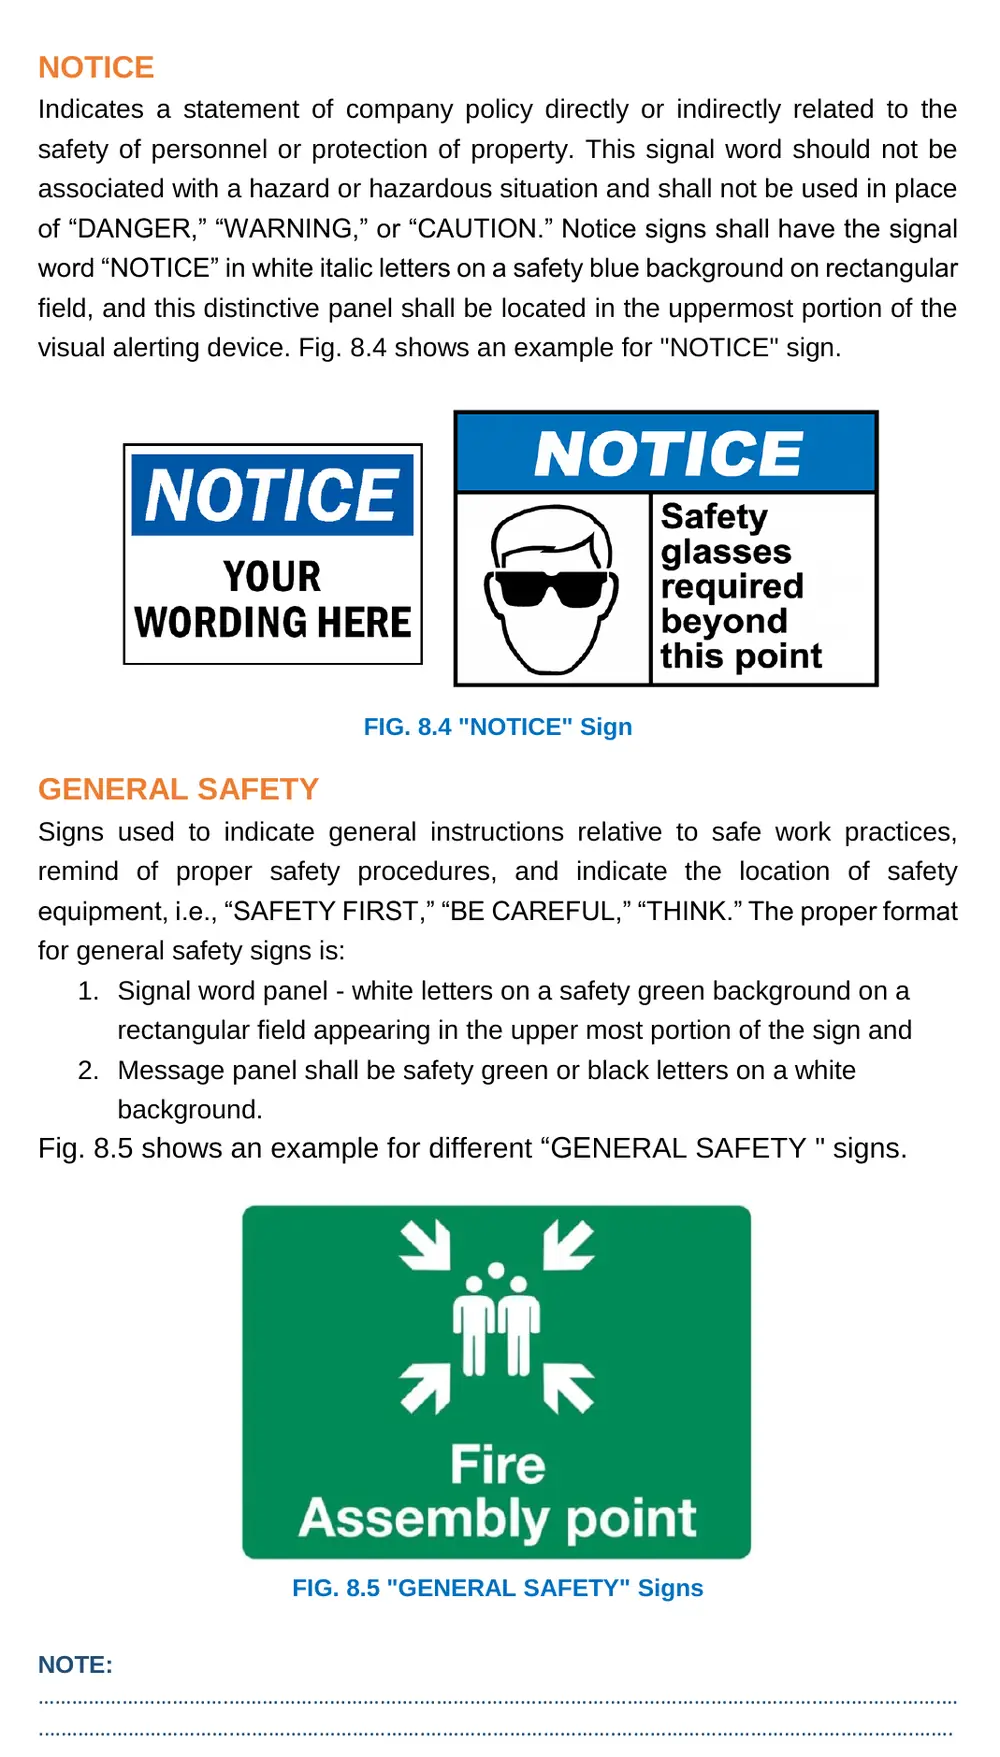 NOTICE
Indicates a statement of company policy directly or indirectly related to the
safety of personnel or protection of property. This signal word should not be
associated with a hazard or hazardous situation and shall not be used in place
of “DANGER,” “WARNING,” or “CAUTION.” Notice signs shall have the signal
word “NOTICE” in white italic letters on a safety blue background on rectangular
field, and this distinctive panel shall be located in the uppermost portion of the
visual alerting device. Fig. 8.4 shows an example for "NOTICE" sign.
NOTICE
YOUR
WORDING HERE
NOTICE
Safety
glasses
required
beyond
this point
FIG. 8.4 "NOTICE" Sign
GENERAL SAFETY
Signs used to indicate general instructions relative to safe work practices,
remind of proper safety procedures, and indicate the location of safety
equipment, i.e., “SAFETY FIRST,” “BE CAREFUL,” “THINK.” The proper format
for general safety signs is:
1. Signal word panel - white letters on a safety green background on a
rectangular field appearing in the upper most portion of the sign and
2. Message panel shall be safety green or black letters on a white
background.
Fig. 8.5 shows an example for different “GENERAL SAFETY " signs.
Fire
Assembly point
FIG. 8.5 "GENERAL SAFETY" Signs
NOTE: